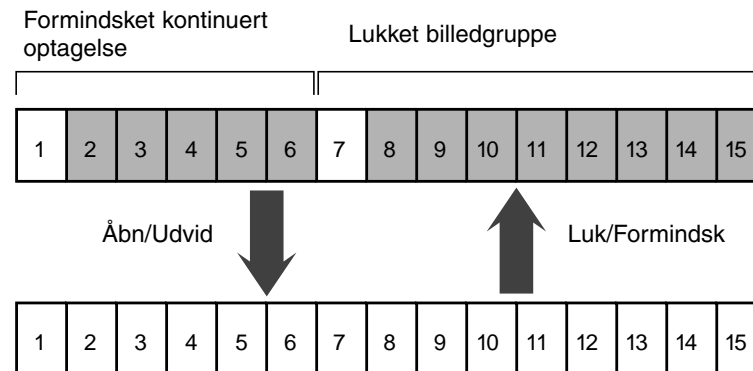 Formindsket kontinuert
optagelse
Lukket billedgruppe
1 2 3 4 5 6 7 8 9 10 11 12 13 14 15
Åbn/Udvid
Luk/Formindsk
1 2 3 4 5 6 7 8 9 10 11 12 13 14 15